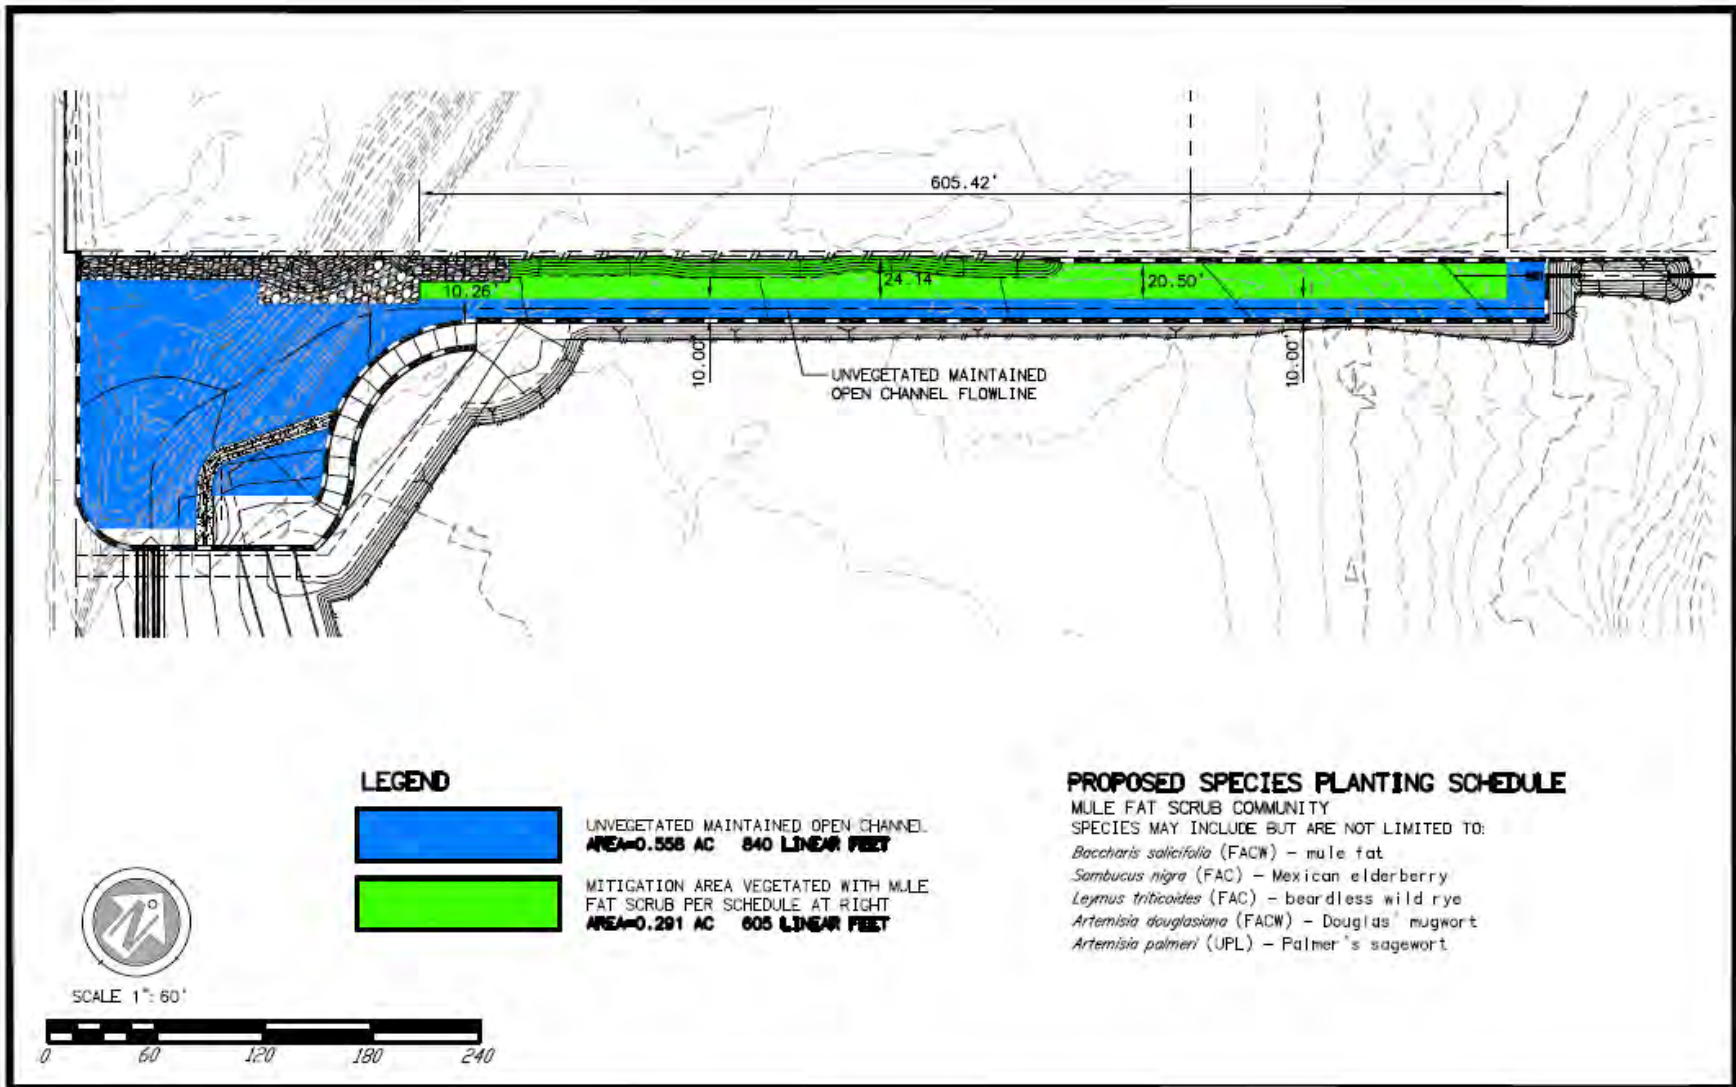 605.42'
10.26'
24.14'
20.50'
10.00'
10.00'
UNVEGETATED MAINTAINED
OPEN CHANNEL FLOWLINE
LEGEND
UNVEGETATED MAINTAINED OPEN CHANNEL
AREA=0.558 AC 840 LINEAR FEET
MITIGATION AREA VEGETATED WITH MULE
FAT SCRUB PER SCHEDULE AT RIGHT
AREA=0.291 AC 605 LINEAR FEET
PROPOSED SPECIES PLANTING SCHEDULE
MULE FAT SCRUB COMMUNITY
SPECIES MAY INCLUDE BUT ARE NOT LIMITED TO:
Baccharis salicifolia (FACW) – mule fat
Sambucus nigra (FAC) – Mexican elderberry
Leymus triticoides (FAC) – beardless wild rye
Artemisia douglasiana (FACW) – Douglas' mugwort
Artemisia palmeri (UPL) – Palmer's sagewort
N
SCALE 1": 60'
0 60 120 180 240